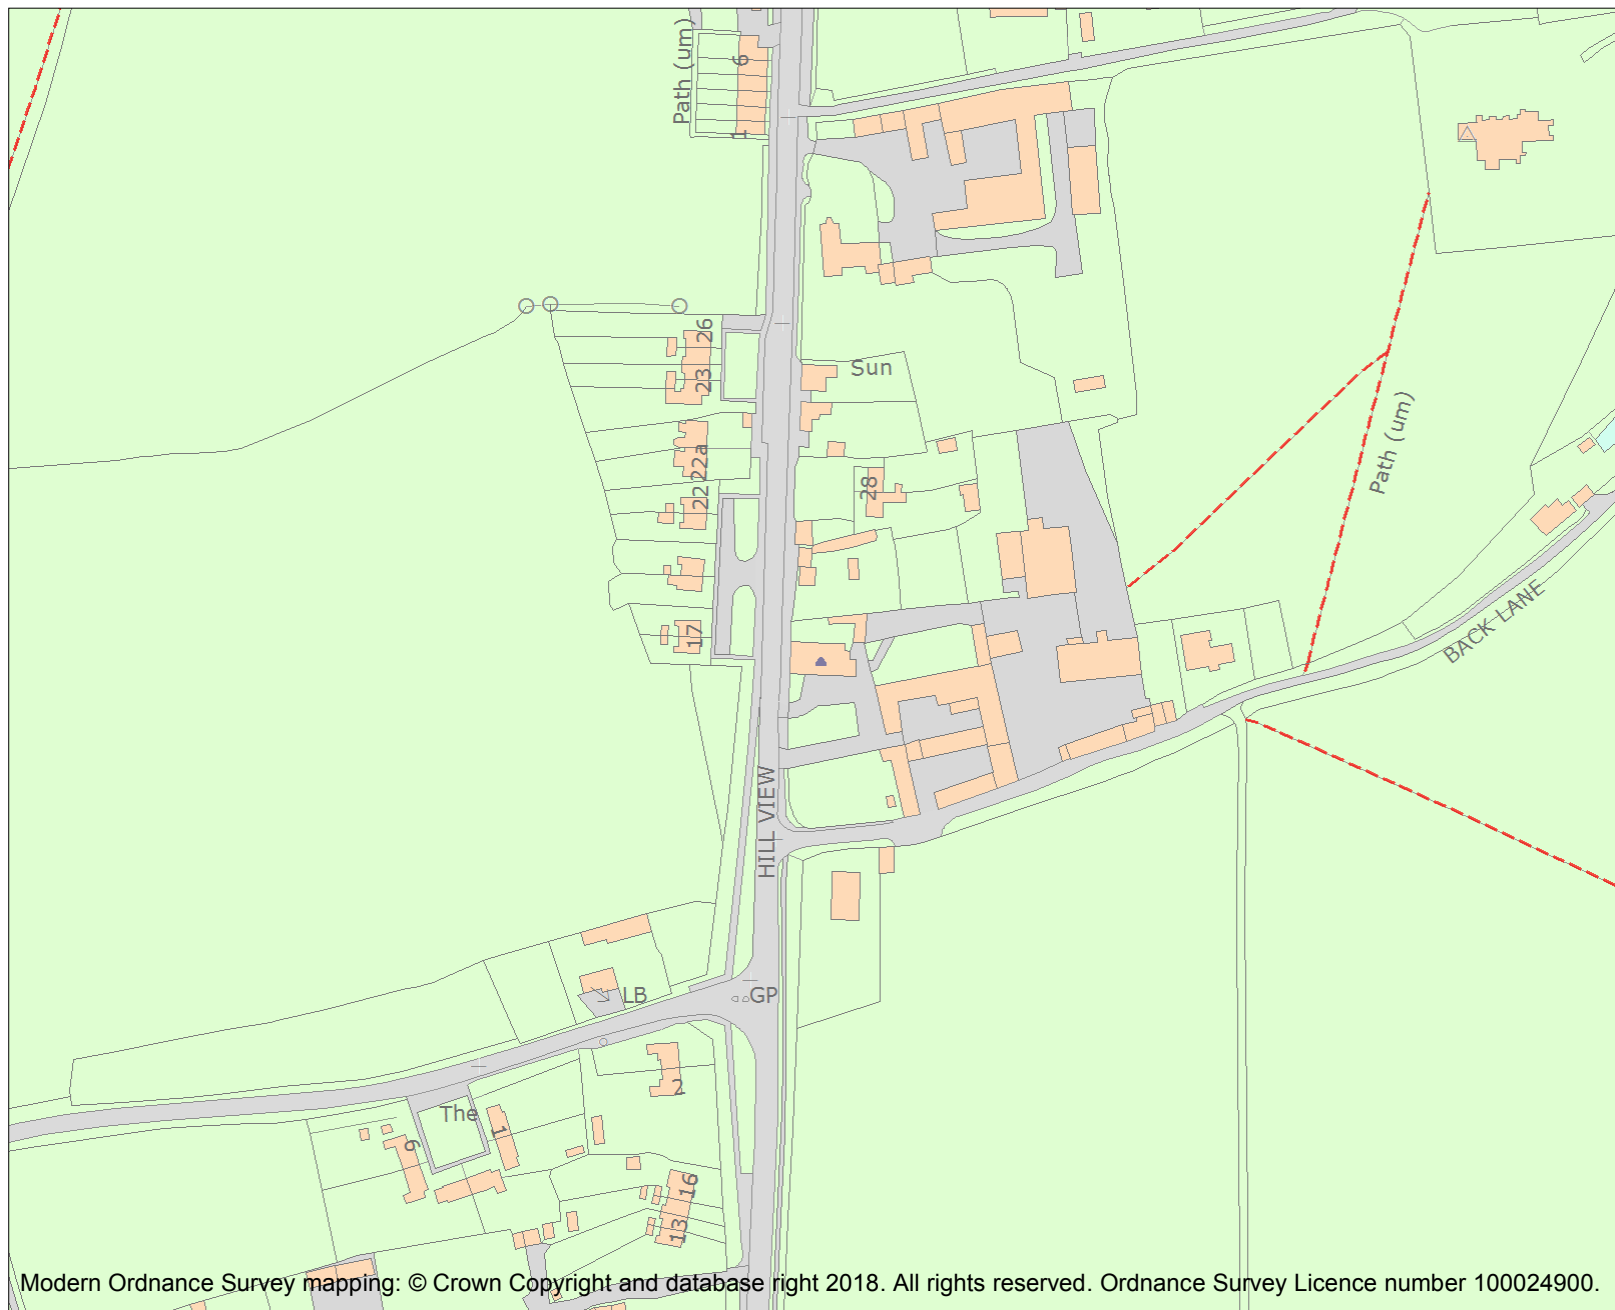 Path (um)
6
1
26
Sun
23
22a
22
28
Path (um)
17
BACK LANE
HILL VIEW
LB
GP
2
The
1
6
16
13
Modern Ordnance Survey mapping: © Crown Copyright and database right 2018. All rights reserved. Ordnance Survey Licence number 100024900.